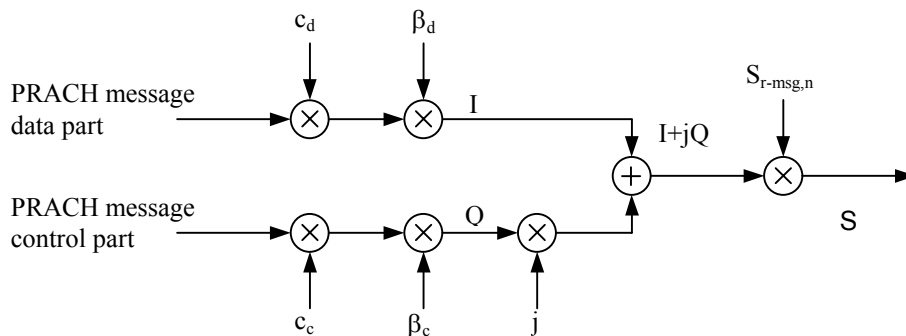 c_d
β_d
S_r-msg,n
PRACH message
data part
I
I+jQ
PRACH message
control part
Q
S
c_c
β_c
j